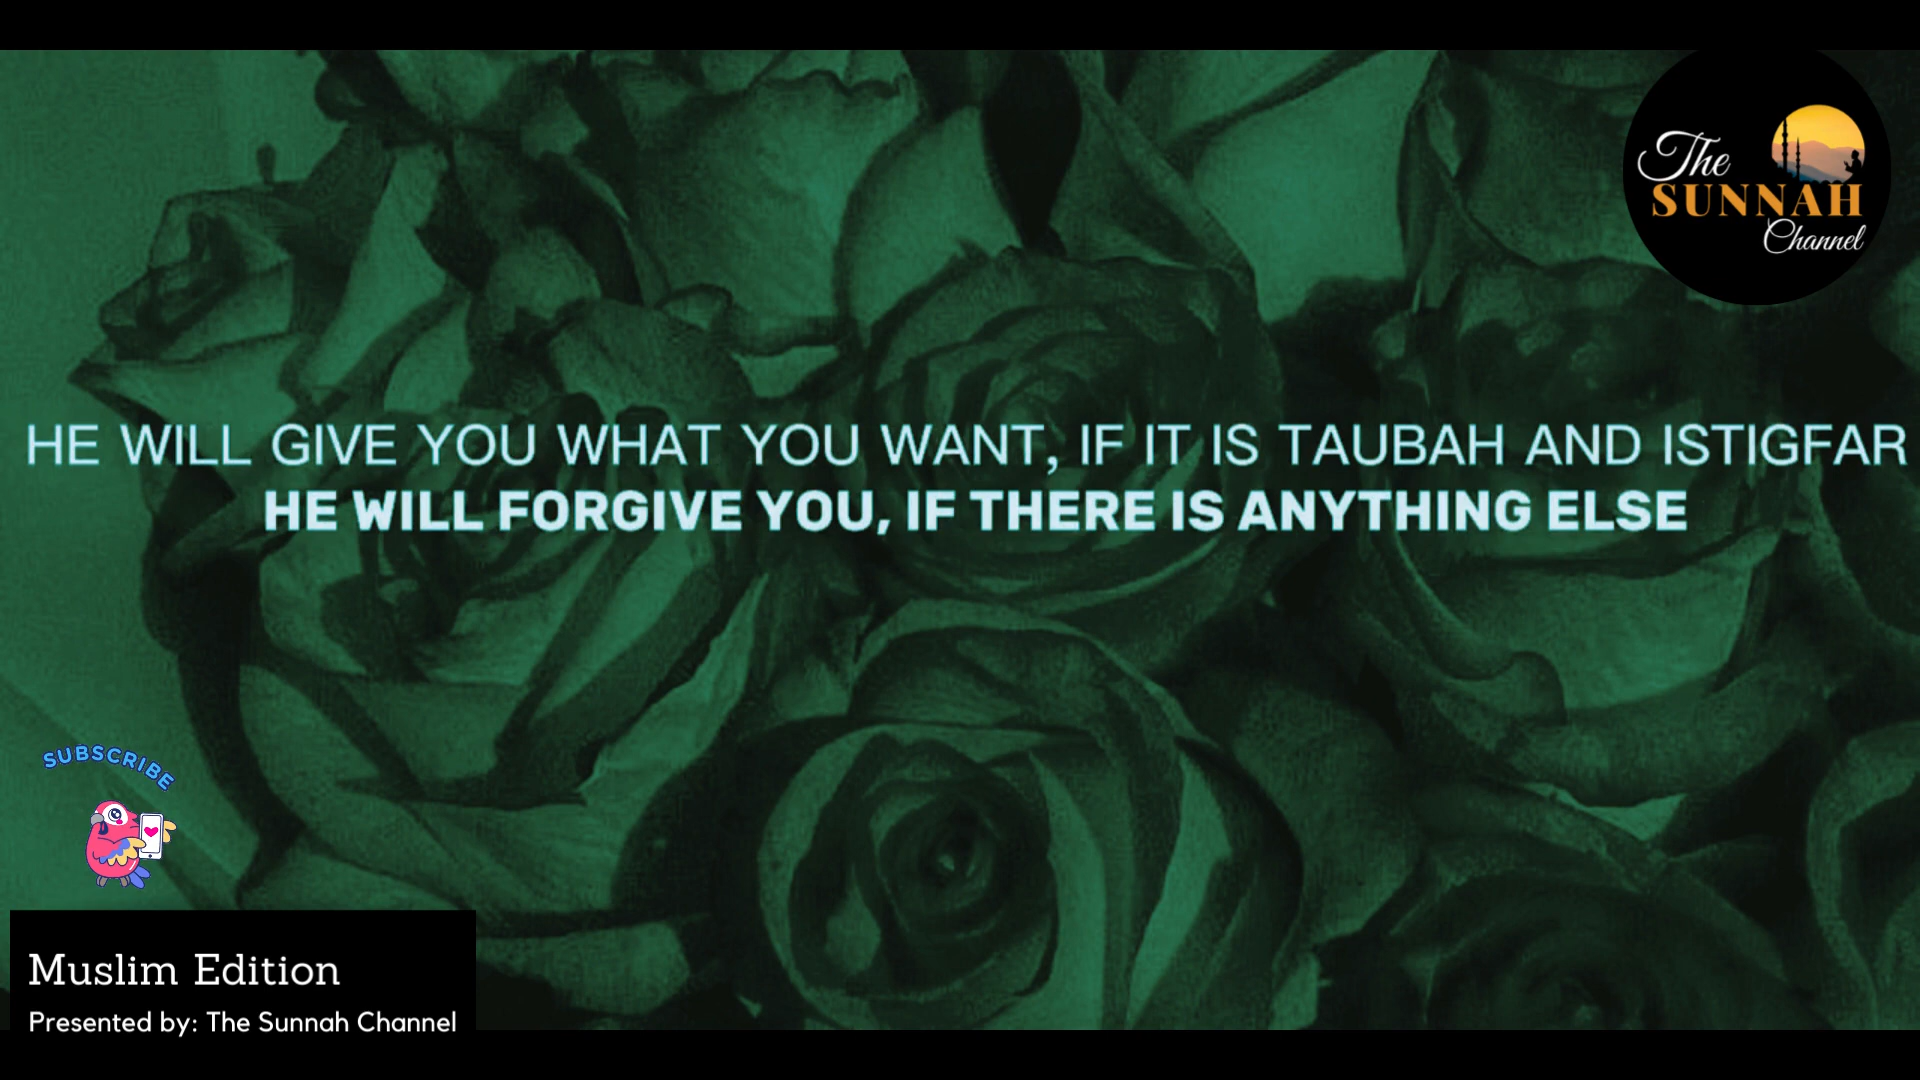 The
SUNNAH
Channel
HE WILL GIVE YOU WHAT YOU WANT, IF IT IS TAUBAH AND ISTIGFAR
HE WILL FORGIVE YOU, IF THERE IS ANYTHING ELSE
SUBSCRIBE
Muslim Edition
Presented by: The Sunnah Channel